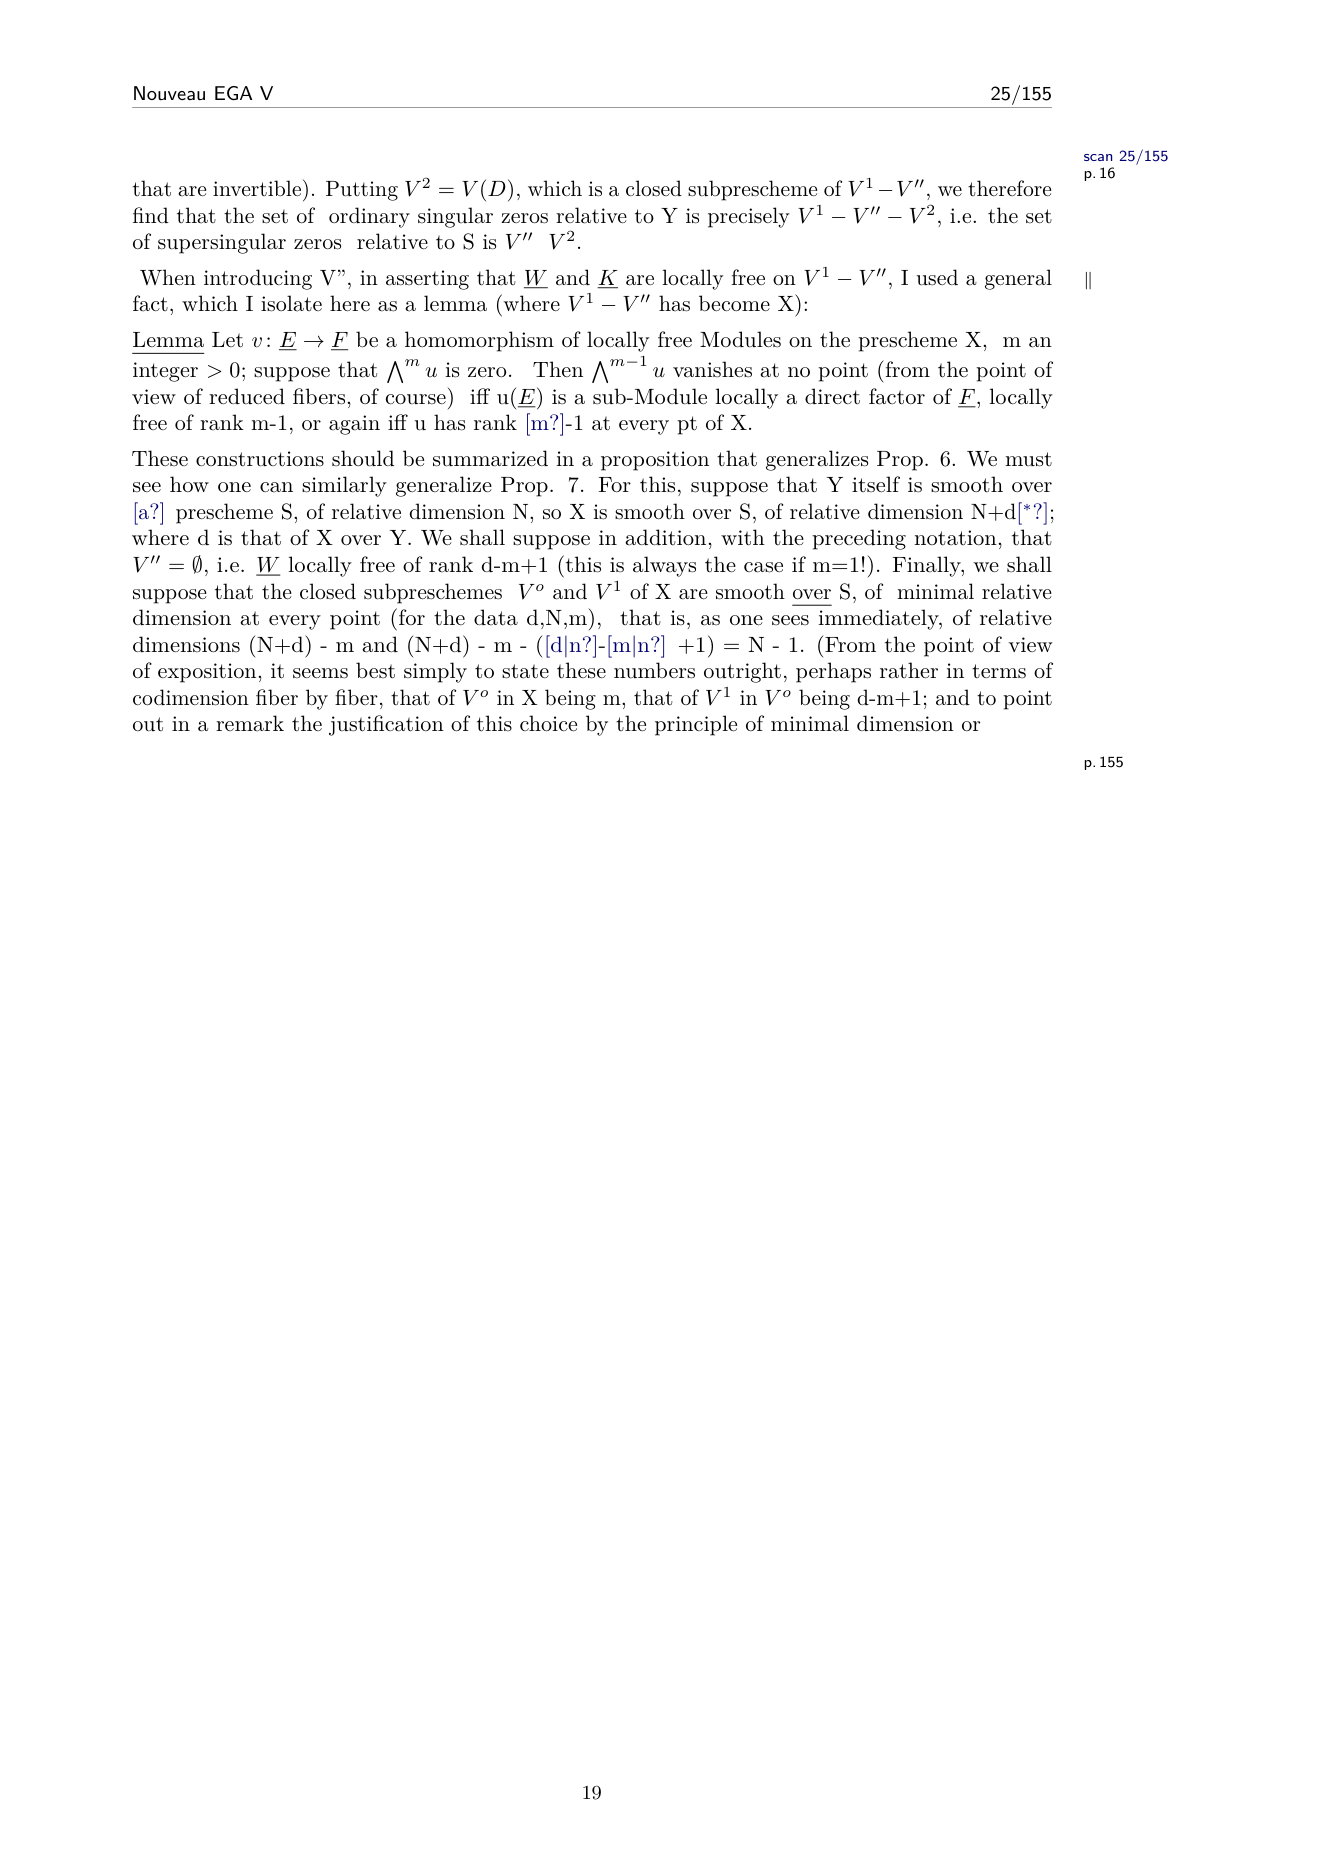 Nouveau EGA V 25/155
scan 25/155
p. 16
that are invertible). Putting V² = V(D), which is a closed subprescheme of V¹ − V″, we therefore
find that the set of ordinary singular zeros relative to Y is precisely V¹ − V″ − V², i.e. the set
of supersingular zeros relative to S is V″ V².
When introducing V”, in asserting that W and K are locally free on V¹ − V″, I used a general ∥
fact, which I isolate here as a lemma (where V¹ − V″ has become X):
Lemma Let v: E → F be a homomorphism of locally free Modules on the prescheme X, m an
integer > 0; suppose that ⋀ᵐ u is zero. Then ⋀ᵐ⁻¹ u vanishes at no point (from the point of
view of reduced fibers, of course) iff u(E) is a sub-Module locally a direct factor of F, locally
free of rank m-1, or again iff u has rank [m?]-1 at every pt of X.
These constructions should be summarized in a proposition that generalizes Prop. 6. We must
see how one can similarly generalize Prop. 7. For this, suppose that Y itself is smooth over
[a?] prescheme S, of relative dimension N, so X is smooth over S, of relative dimension N+d[*?];
where d is that of X over Y. We shall suppose in addition, with the preceding notation, that
V″ = ∅, i.e. W locally free of rank d-m+1 (this is always the case if m=1!). Finally, we shall
suppose that the closed subpreschemes Vᵒ and V¹ of X are smooth over S, of minimal relative
dimension at every point (for the data d,N,m), that is, as one sees immediately, of relative
dimensions (N+d) - m and (N+d) - m - ([d|n?]-[m|n?] +1) = N - 1. (From the point of view
of exposition, it seems best simply to state these numbers outright, perhaps rather in terms of
codimension fiber by fiber, that of Vᵒ in X being m, that of V¹ in Vᵒ being d-m+1; and to point
out in a remark the justification of this choice by the principle of minimal dimension or
p. 155
19